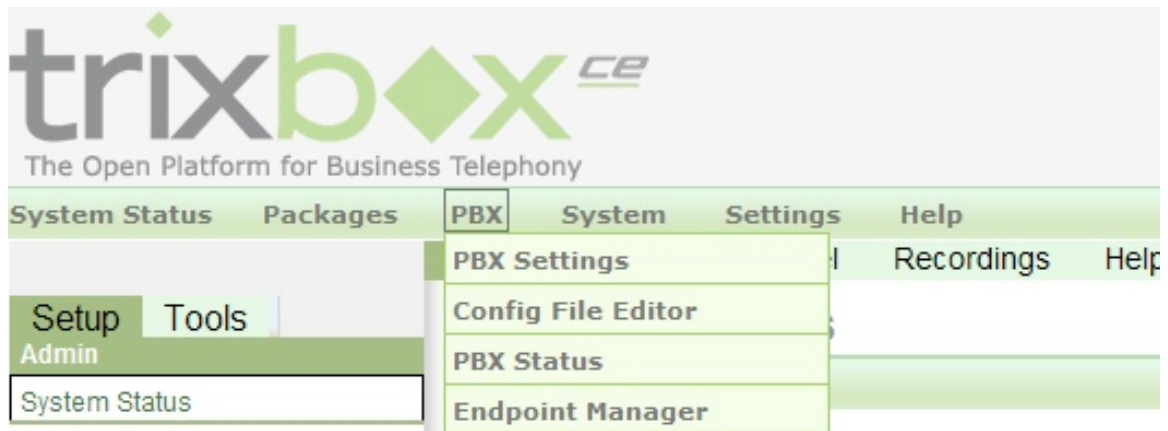 trixbox ce
The Open Platform for Business Telephony
System Status Packages PBX System Settings Help
PBX Settings
Recordings Help
Setup Tools
Config File Editor
Admin
PBX Status
System Status
Endpoint Manager